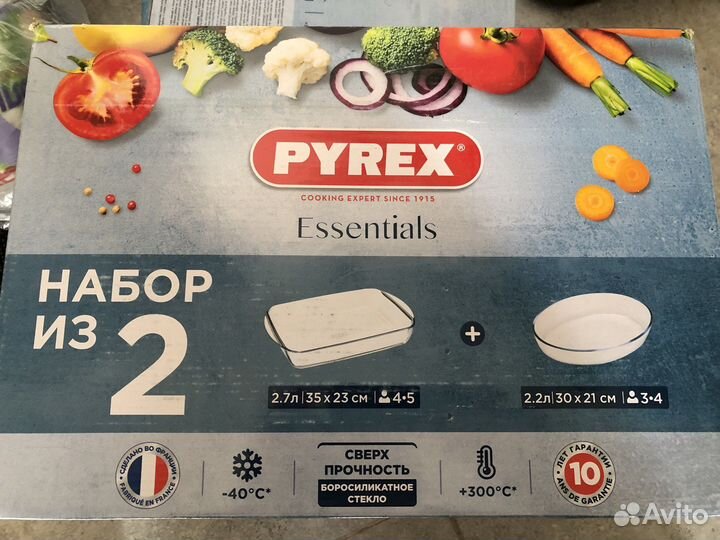 PYREX®
COOKING EXPERT SINCE 1915
Essentials
НАБОР
ИЗ 2
2.7л | 35 x 23 см | 4•5
+
2.2л | 30 x 21 см | 3•4
СДЕЛАНО ВО ФРАНЦИИ
FABRIQUÉ EN FRANCE
-40°C*
СВЕРХ
ПРОЧНОСТЬ
БОРОСИЛИКАТНОЕ
СТЕКЛО
+300°C*
ЛЕТ ГАРАНТИИ
10
ANS DE GARANTIE
Avito